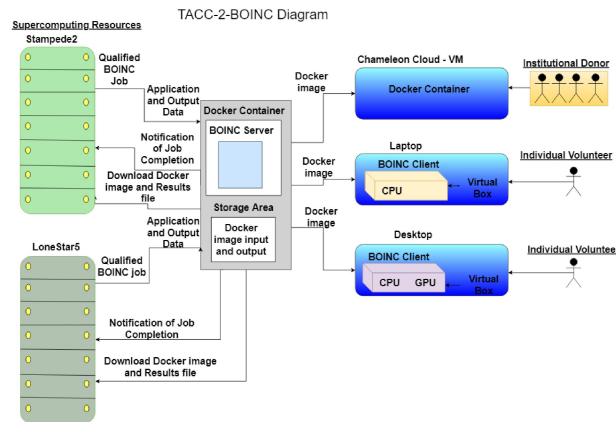 TACC-2-BOINC Diagram
Supercomputing Resources
Stampede2
Qualified
BOINC
Job
Application
and Output
Data
Notification
of Job
Completion
Download Docker
image and Results
file
Application
and Output
Data
LoneStar5
Qualified
BOINC job
Notification of Job
Completion
Download Docker image
and Results file
Docker Container
BOINC Server
Storage Area
Docker
image input
and output
Docker
image
Docker
image
Docker
image
Chameleon Cloud - VM
Docker Container
Institutional Donor
Laptop
BOINC Client
CPU
Virtual
Box
Individual Volunteer
Desktop
BOINC Client
CPU GPU
Virtual
Box
Individual Voluntee